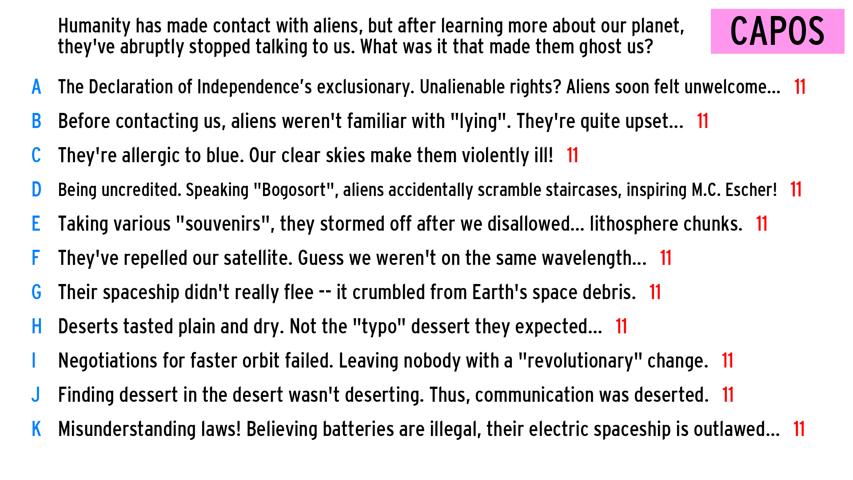 Humanity has made contact with aliens, but after learning more about our planet,
they've abruptly stopped talking to us. What was it that made them ghost us?
CAPOS
A The Declaration of Independence's exclusionary. Unalienable rights? Aliens soon felt unwelcome... 11
B Before contacting us, aliens weren't familiar with "lying". They're quite upset... 11
C They're allergic to blue. Our clear skies make them violently ill! 11
D Being uncredited. Speaking "Bogosort", aliens accidentally scramble staircases, inspiring M.C. Escher! 11
E Taking various "souvenirs", they stormed off after we disallowed... lithosphere chunks. 11
F They've repelled our satellite. Guess we weren't on the same wavelength... 11
G Their spaceship didn't really flee -- it crumbled from Earth's space debris. 11
H Deserts tasted plain and dry. Not the "typo" dessert they expected... 11
I Negotiations for faster orbit failed. Leaving nobody with a "revolutionary" change. 11
J Finding dessert in the desert wasn't deserting. Thus, communication was deserted. 11
K Misunderstanding laws! Believing batteries are illegal, their electric spaceship is outlawed... 11